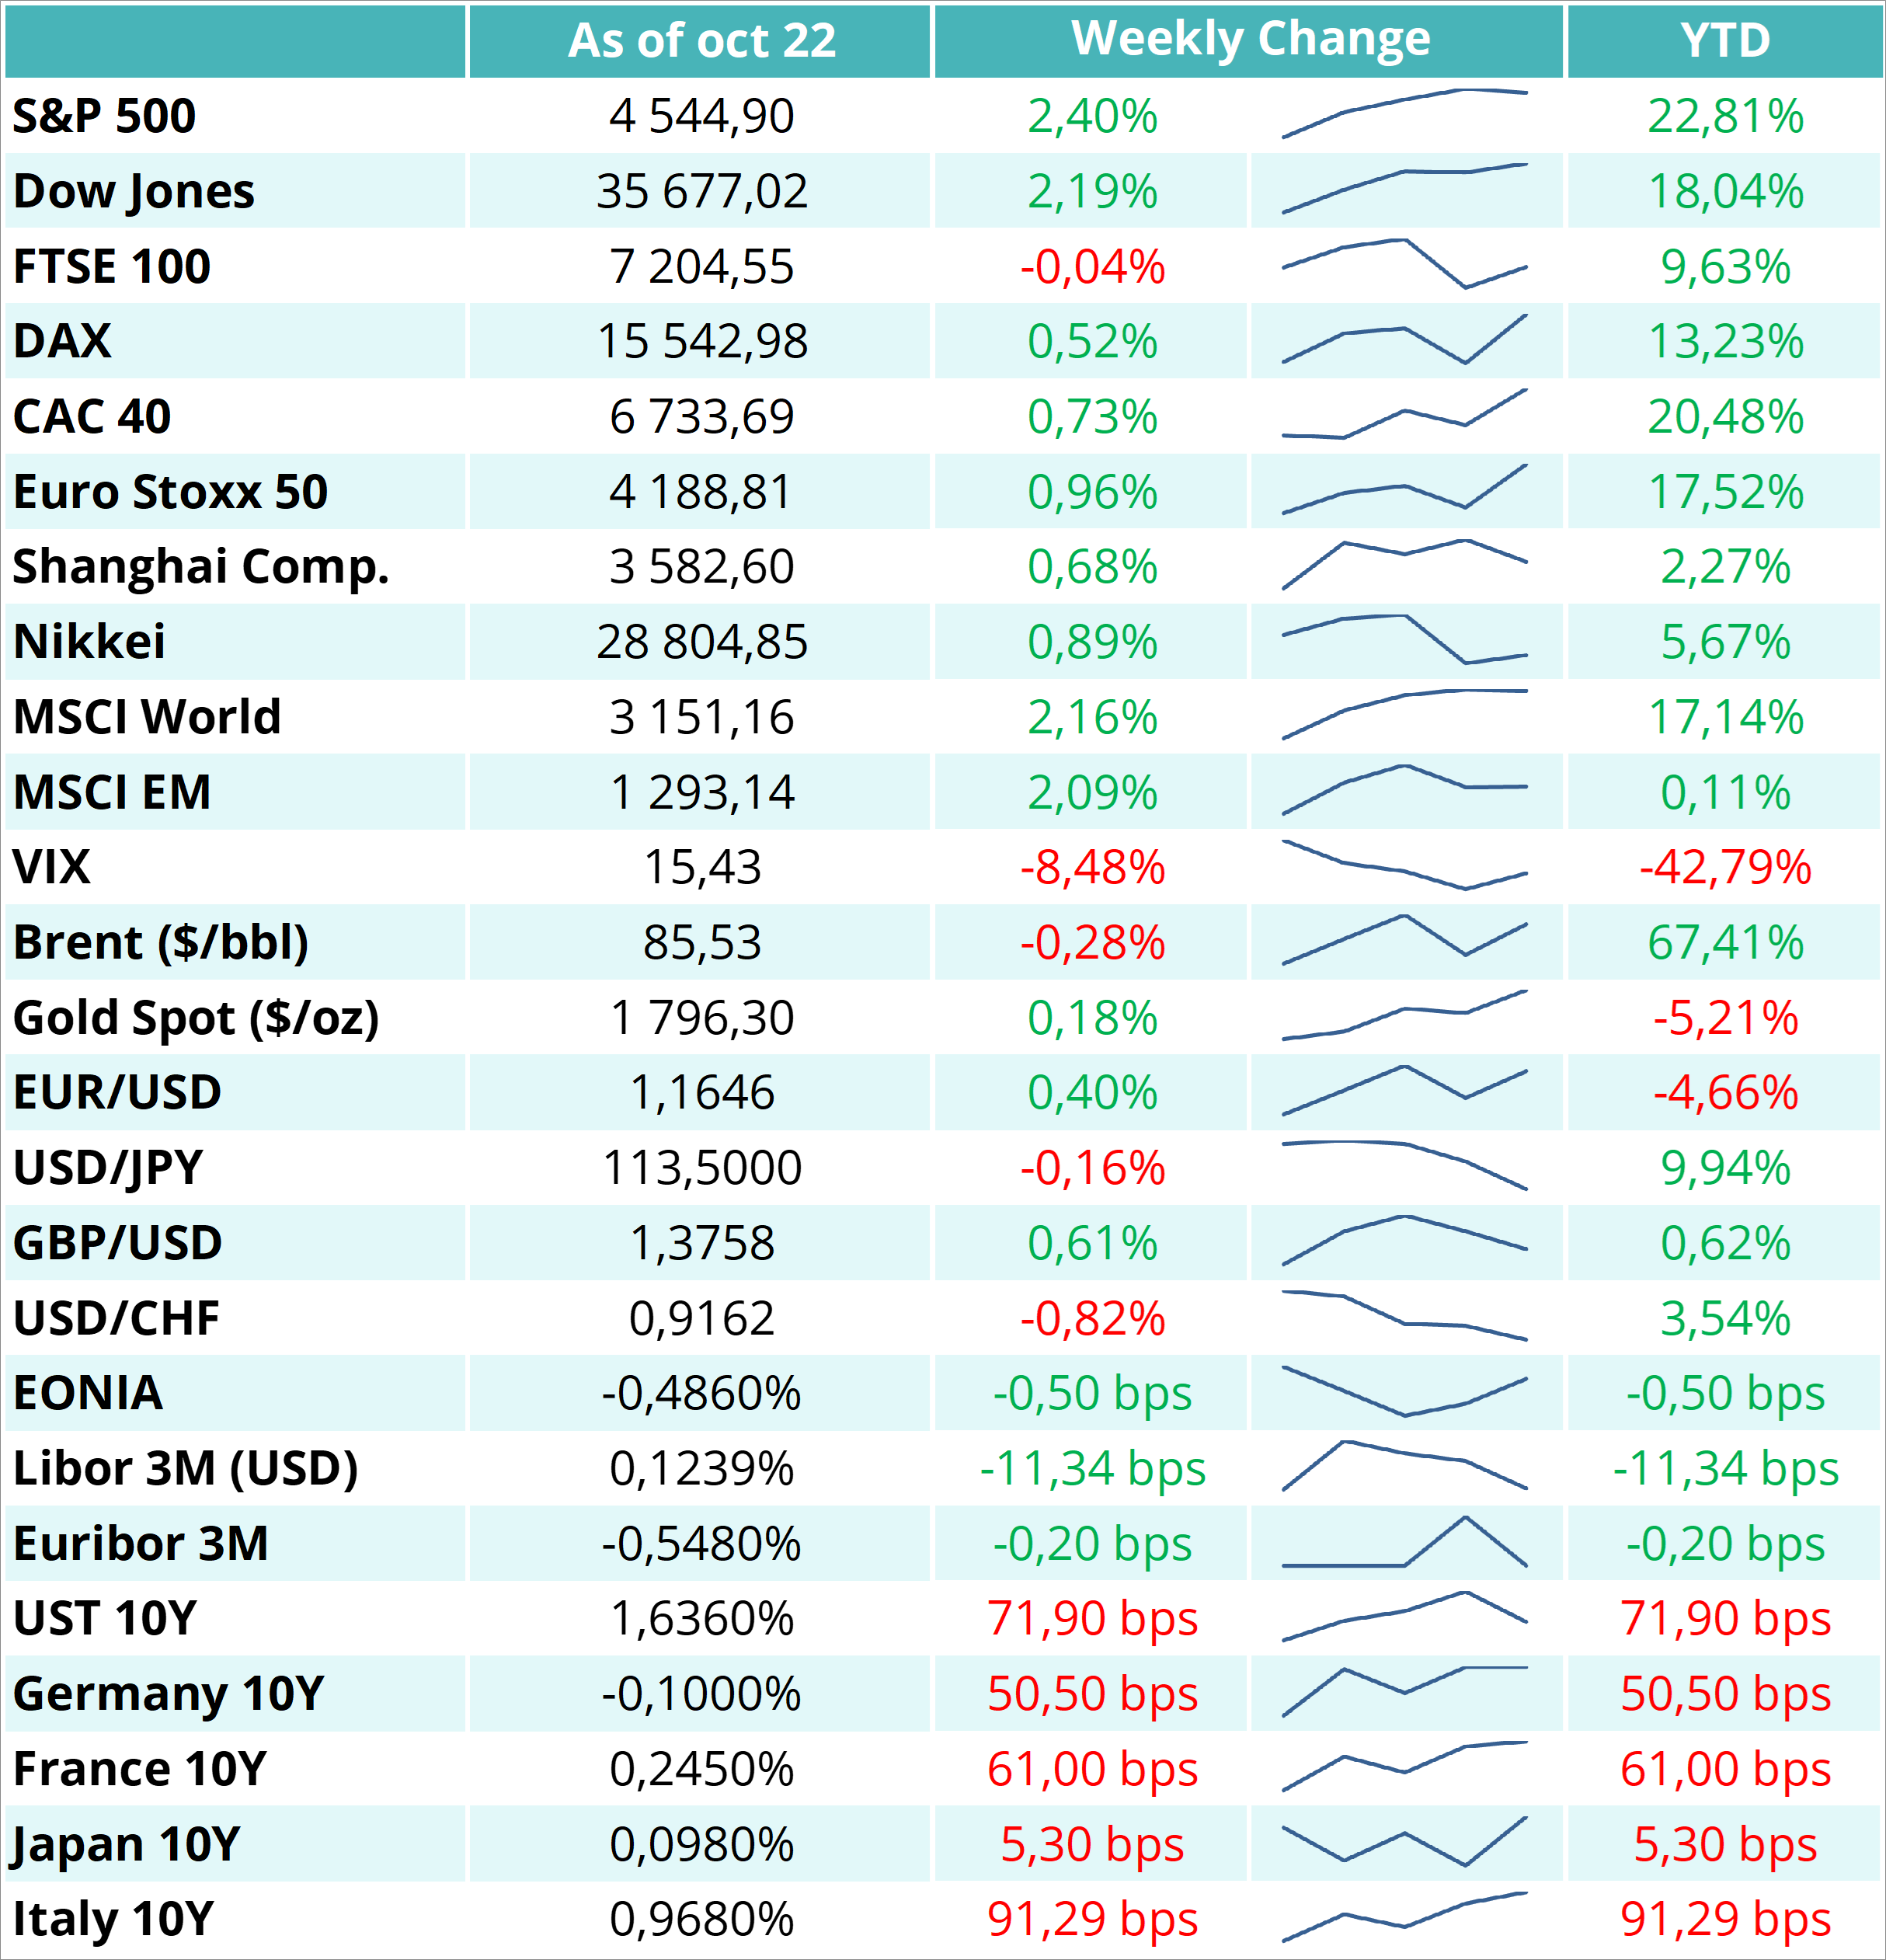 As of oct 22 Weekly Change YTD
S&P 500 4 544,90 2,40% 22,81%
Dow Jones 35 677,02 2,19% 18,04%
FTSE 100 7 204,55 -0,04% 9,63%
DAX 15 542,98 0,52% 13,23%
CAC 40 6 733,69 0,73% 20,48%
Euro Stoxx 50 4 188,81 0,96% 17,52%
Shanghai Comp. 3 582,60 0,68% 2,27%
Nikkei 28 804,85 0,89% 5,67%
MSCI World 3 151,16 2,16% 17,14%
MSCI EM 1 293,14 2,09% 0,11%
VIX 15,43 -8,48% -42,79%
Brent ($/bbl) 85,53 -0,28% 67,41%
Gold Spot ($/oz) 1 796,30 0,18% -5,21%
EUR/USD 1,1646 0,40% -4,66%
USD/JPY 113,5000 -0,16% 9,94%
GBP/USD 1,3758 0,61% 0,62%
USD/CHF 0,9162 -0,82% 3,54%
EONIA -0,4860% -0,50 bps -0,50 bps
Libor 3M (USD) 0,1239% -11,34 bps -11,34 bps
Euribor 3M -0,5480% -0,20 bps -0,20 bps
UST 10Y 1,6360% 71,90 bps 71,90 bps
Germany 10Y -0,1000% 50,50 bps 50,50 bps
France 10Y 0,2450% 61,00 bps 61,00 bps
Japan 10Y 0,0980% 5,30 bps 5,30 bps
Italy 10Y 0,9680% 91,29 bps 91,29 bps